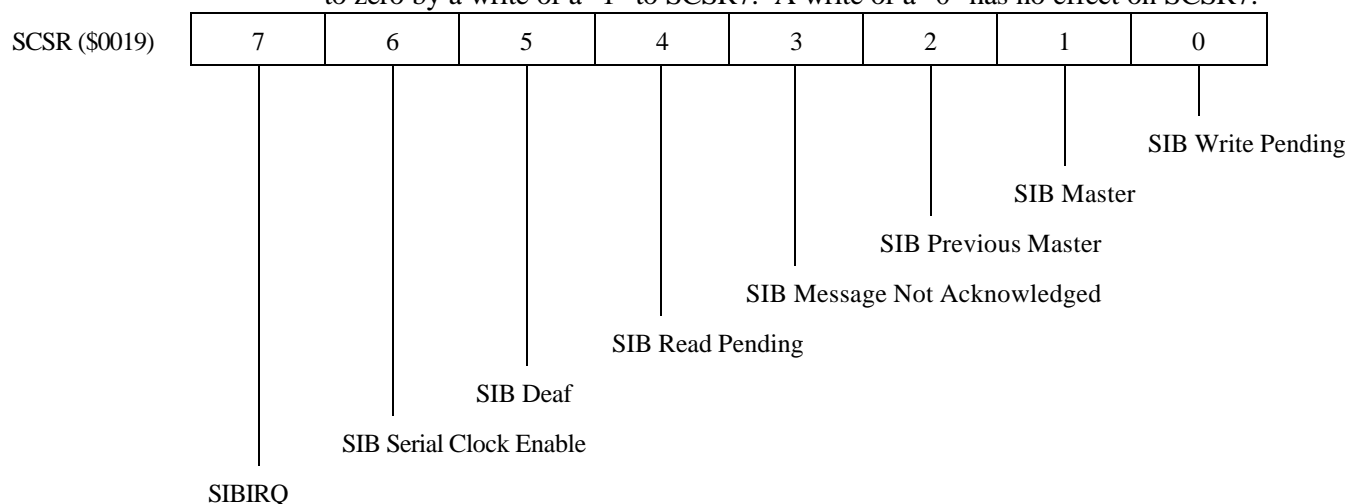 to zero by a write of a "1" to SCSR7. A write of a "0" has no effect on SCSR7.
SCSR ($0019) 7 6 5 4 3 2 1 0
SIB Write Pending
SIB Master
SIB Previous Master
SIB Message Not Acknowledged
SIB Read Pending
SIB Deaf
SIB Serial Clock Enable
SIBIRQ